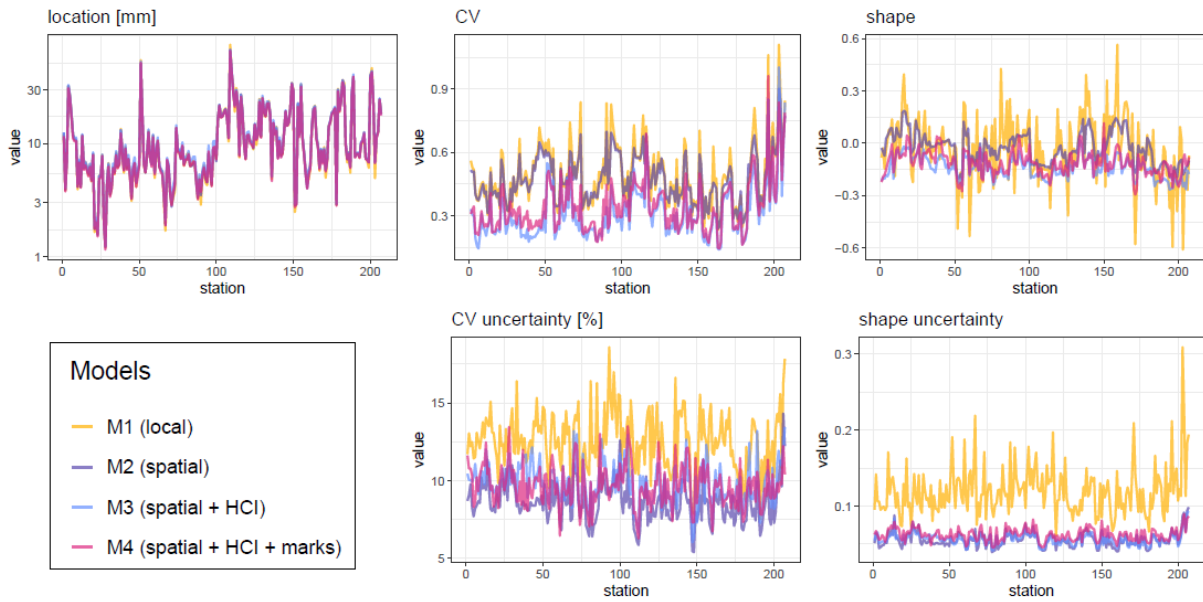 location [mm]
30
10
3
1
value
0
50
100
150
200
station
CV
0.9
0.6
0.3
value
0
50
100
150
200
station
shape
0.6
0.3
0.0
−0.3
−0.6
value
0
50
100
150
200
station
Models
M1 (local)
M2 (spatial)
M3 (spatial + HCI)
M4 (spatial + HCI + marks)
CV uncertainty [%]
15
10
5
value
0
50
100
150
200
station
shape uncertainty
0.3
0.2
0.1
value
0
50
100
150
200
station